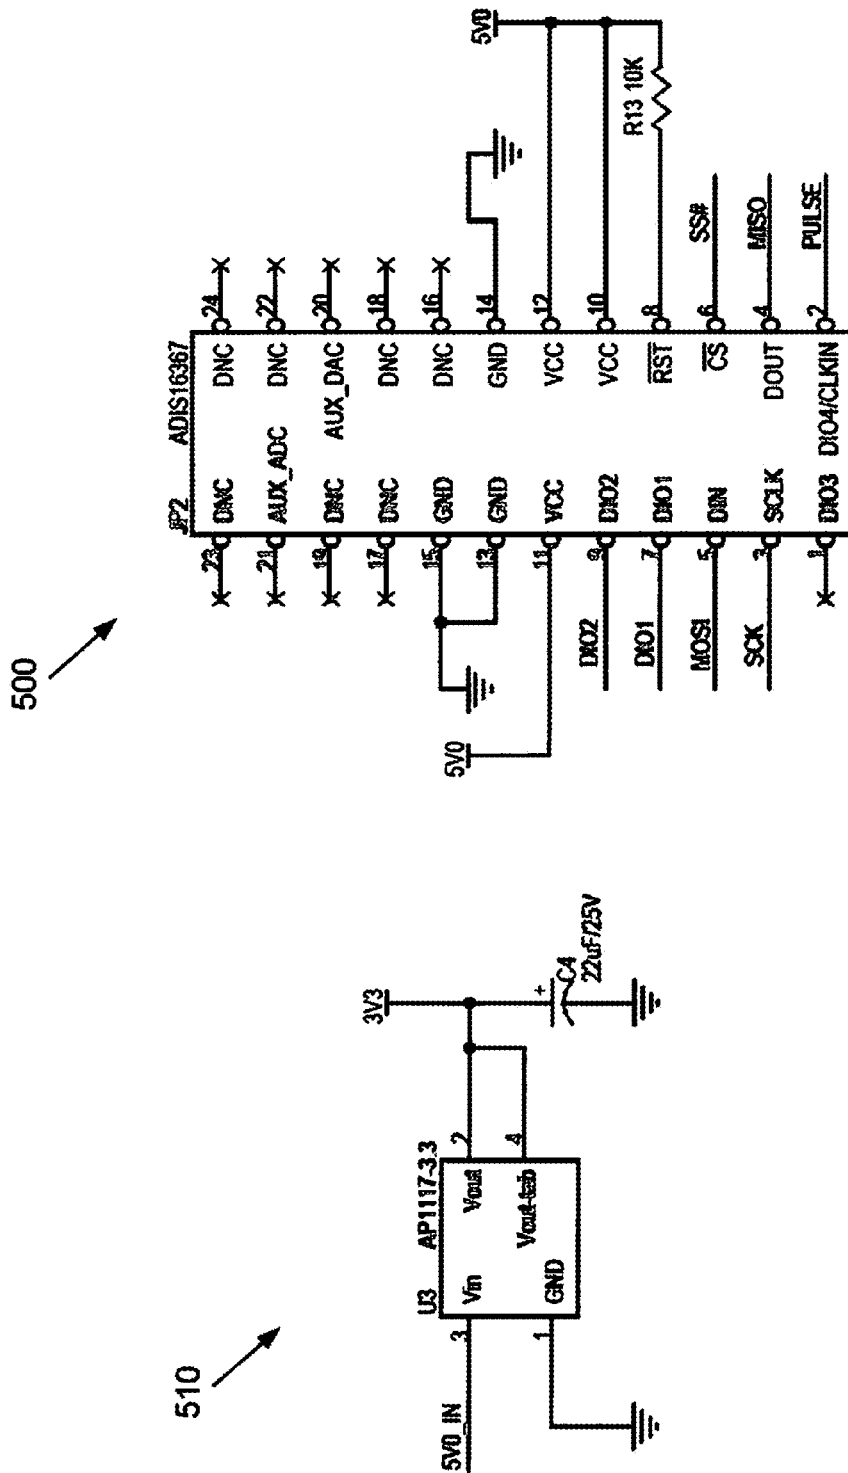 500
JP2 ADIS16367
23 DNC DNC 24
21 AUX_ADC DNC 22
19 DNC AUX_DAC 20
17 DNC DNC 18
15 GND DNC 16
13 GND GND 14
5V0 11 VCC VCC 12 5V0
DIO2 9 DIO2 VCC 10
DIO1 7 DIO1 RST 8 R13 10K
MOSI 5 DIN CS 6 SS#
SCK 3 SCLK DOUT 4 MISO
1 DIO3 DIO4/CLKIN 2 PULSE
510
U3 AP1117-3.3
5V0_IN 3 Vin Vout 2 3V3
Vout-tab 4
1 GND
+ C4
22uF/25V